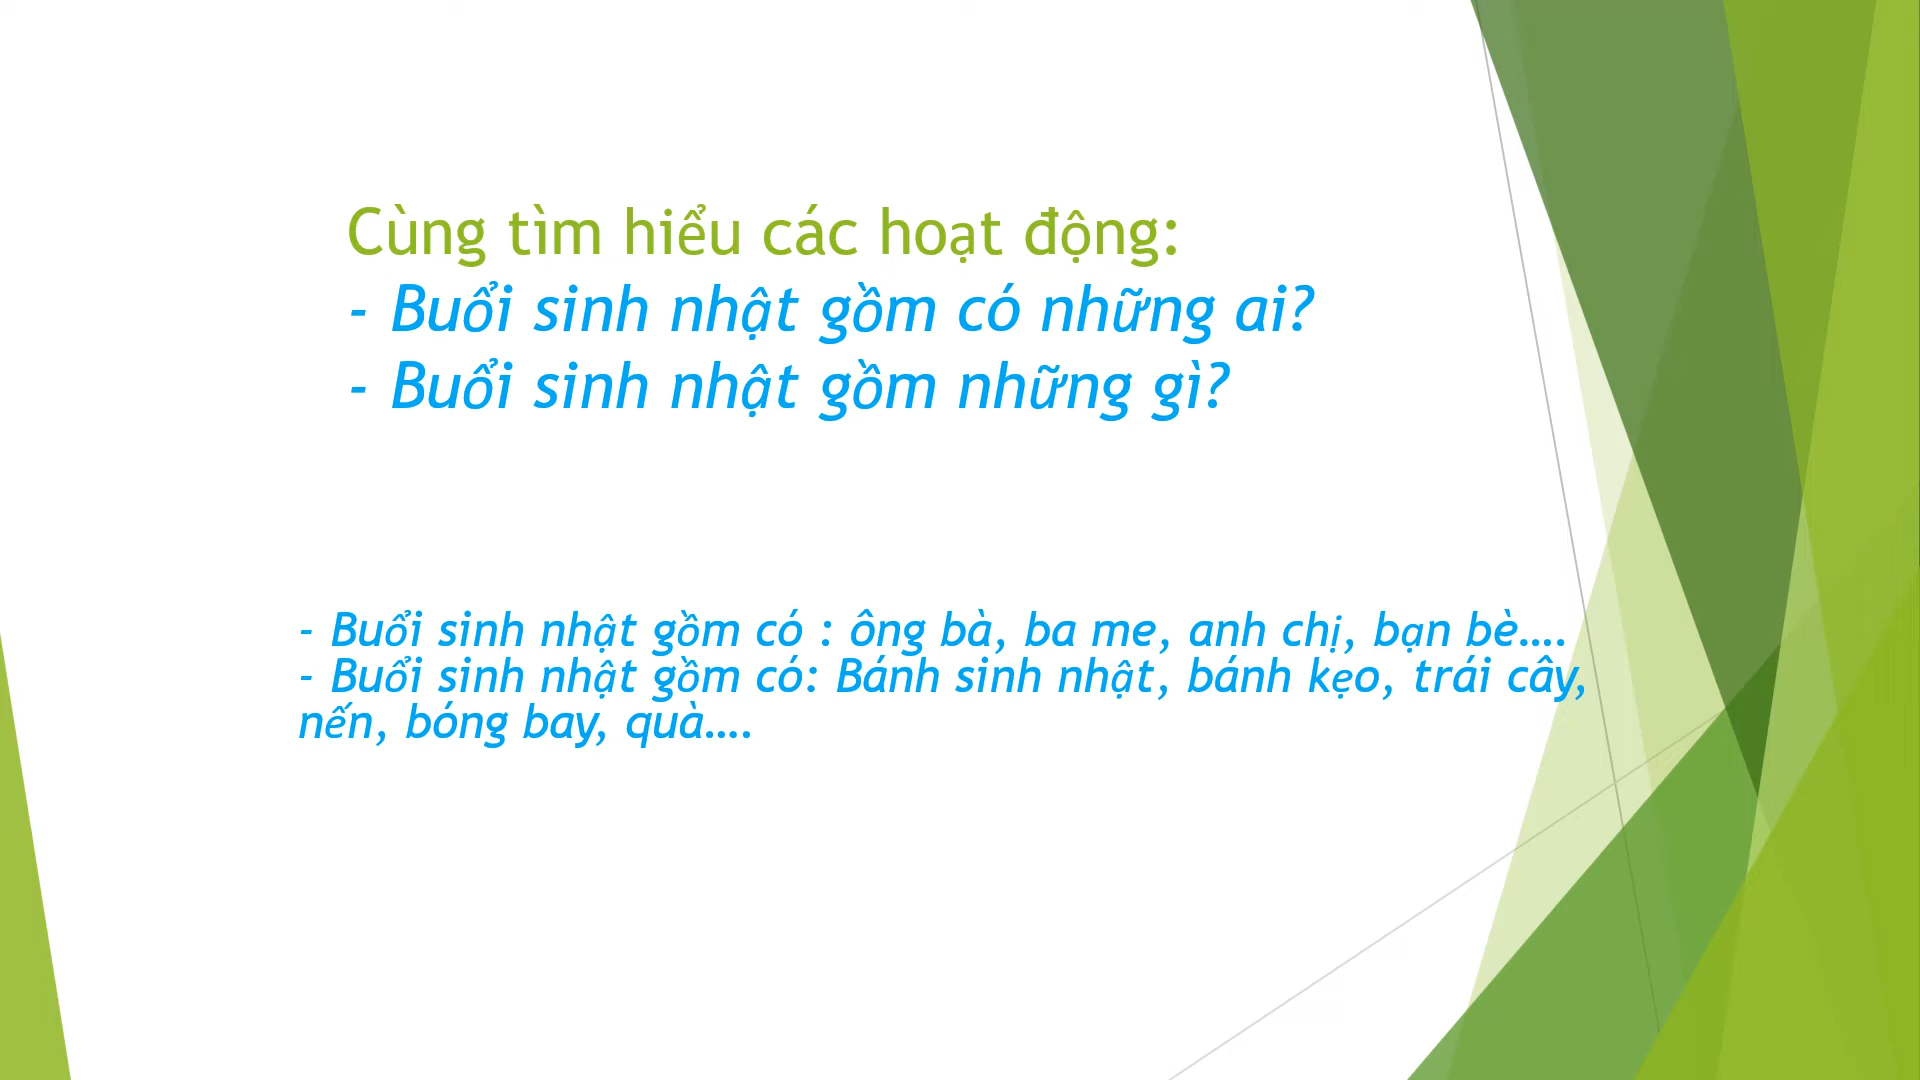 Cùng tìm hiểu các hoạt động:
- Buổi sinh nhật gồm có những ai?
- Buổi sinh nhật gồm những gì?
- Buổi sinh nhật gồm có : ông bà, ba me, anh chị, bạn bè....
- Buổi sinh nhật gồm có: Bánh sinh nhật, bánh kẹo, trái cây,
nến, bóng bay, quà....